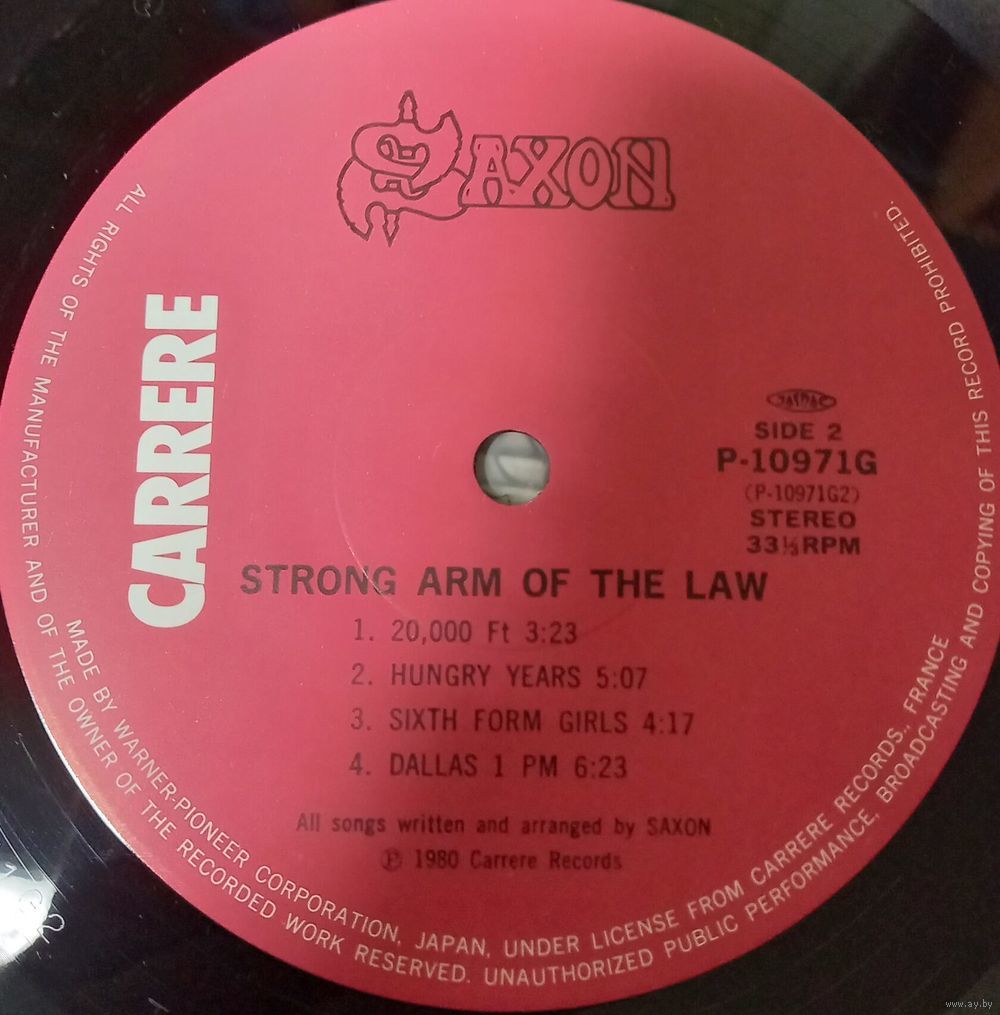 SAXON
CARRERE
JASRAC
SIDE 2
P-10971G
(P-10971G2)
STEREO
33⅓RPM
STRONG ARM OF THE LAW
1. 20,000 Ft 3:23
2. HUNGRY YEARS 5:07
3. SIXTH FORM GIRLS 4:17
4. DALLAS 1 PM 6:23
All songs written and arranged by SAXON
Ⓟ 1980 Carrere Records
MADE BY WARNER-PIONEER CORPORATION, JAPAN, UNDER LICENSE FROM CARRERE RECORDS., FRANCE
ALL RIGHTS OF THE MANUFACTURER AND OF THE OWNER OF THE RECORDED WORK RESERVED. UNAUTHORIZED PUBLIC PERFORMANCE, BROADCASTING AND COPYING OF THIS RECORD PROHIBITED.
www.ay.by